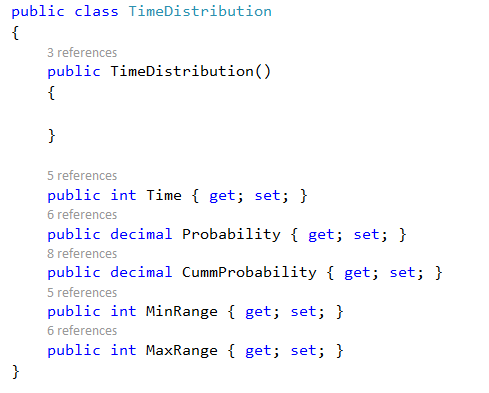 public class TimeDistribution
{
3 references
public TimeDistribution()
{
}
5 references
public int Time { get; set; }
6 references
public decimal Probability { get; set; }
8 references
public decimal CummProbability { get; set; }
5 references
public int MinRange { get; set; }
6 references
public int MaxRange { get; set; }
}